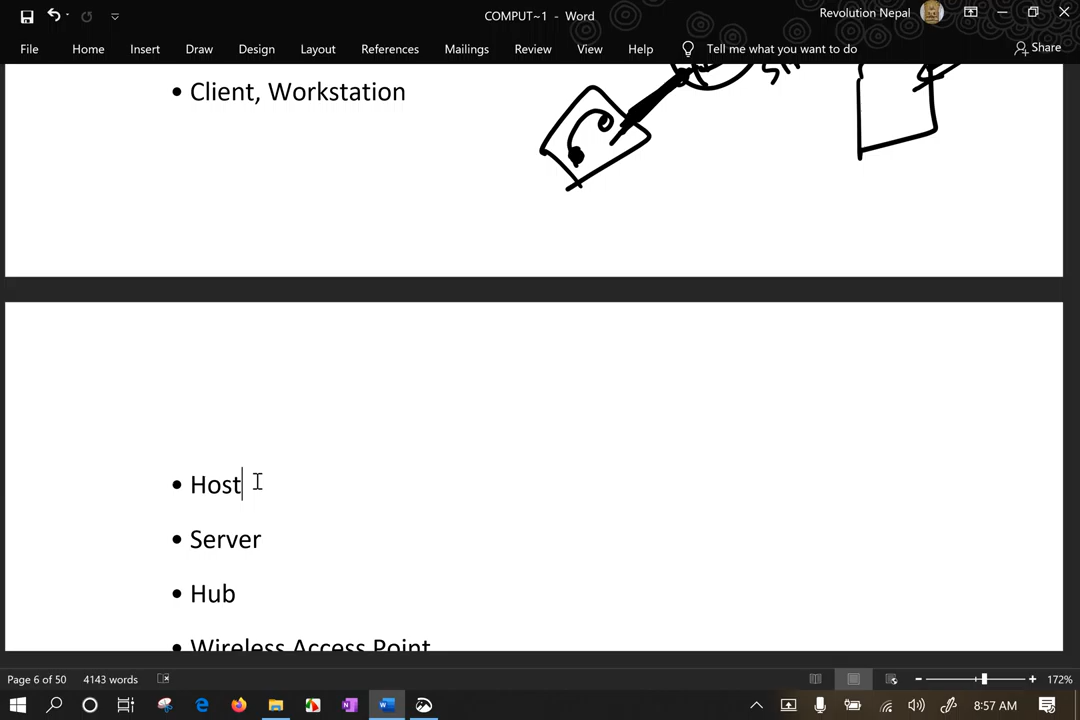 COMPUT~1 - Word
Revolution Nepal
File Home Insert Draw Design Layout References Mailings Review View Help Tell me what you want to do Share
• Client, Workstation
• Host
• Server
• Hub
• Wireless Access Point
Page 6 of 50 4143 words 172%
8:57 AM